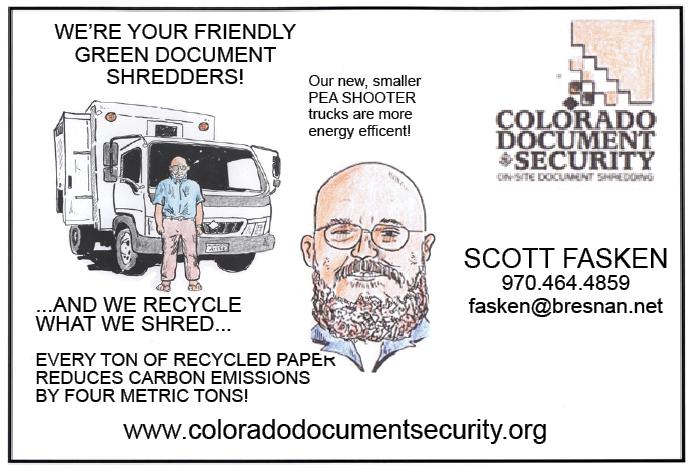 WE'RE YOUR FRIENDLY
GREEN DOCUMENT
SHREDDERS!
Our new, smaller
PEA SHOOTER
trucks are more
energy efficent!
COLORADO
DOCUMENT
SECURITY
ON-SITE DOCUMENT SHREDDING
SCOTT FASKEN
970.464.4859
fasken@bresnan.net
...AND WE RECYCLE
WHAT WE SHRED...
EVERY TON OF RECYCLED PAPER
REDUCES CARBON EMISSIONS
BY FOUR METRIC TONS!
www.coloradodocumentsecurity.org